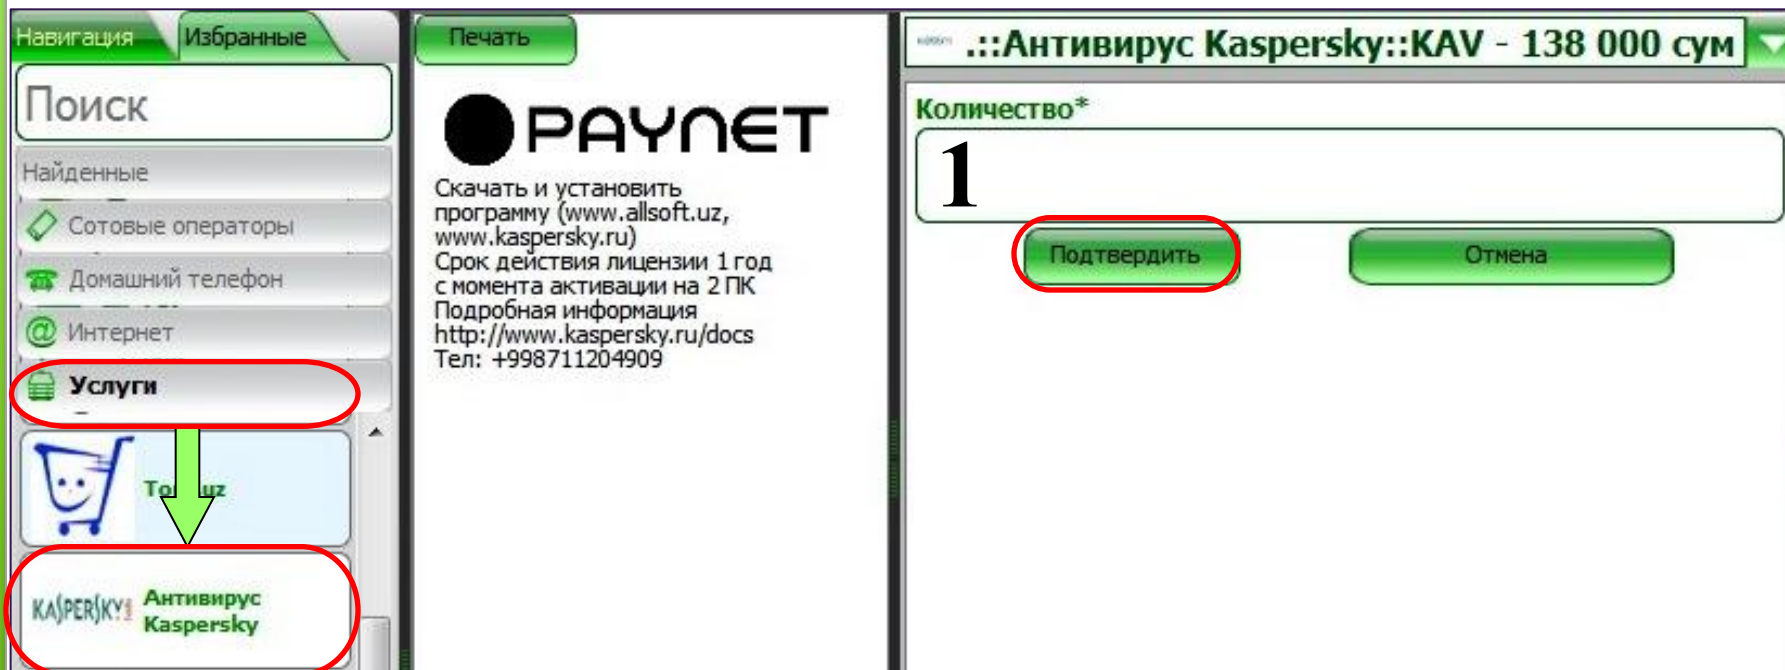 Навигация
Избранные
Поиск
Найденные
Сотовые операторы
Домашний телефон
@ Интернет
Услуги
uz
KASPERSKY
Антивирус
Kaspersky
Печать
PAYNET
Скачать и установить
программу (www.allsoft.uz,
www.kaspersky.ru)
Срок действия лицензии 1 год
с момента активации на 2 ПК
Подробная информация
http://www.kaspersky.ru/docs
Тел: +998711204909
.::Антивирус Kaspersky::KAV - 138 000 сум
Количество*
1
Подтвердить
Отмена